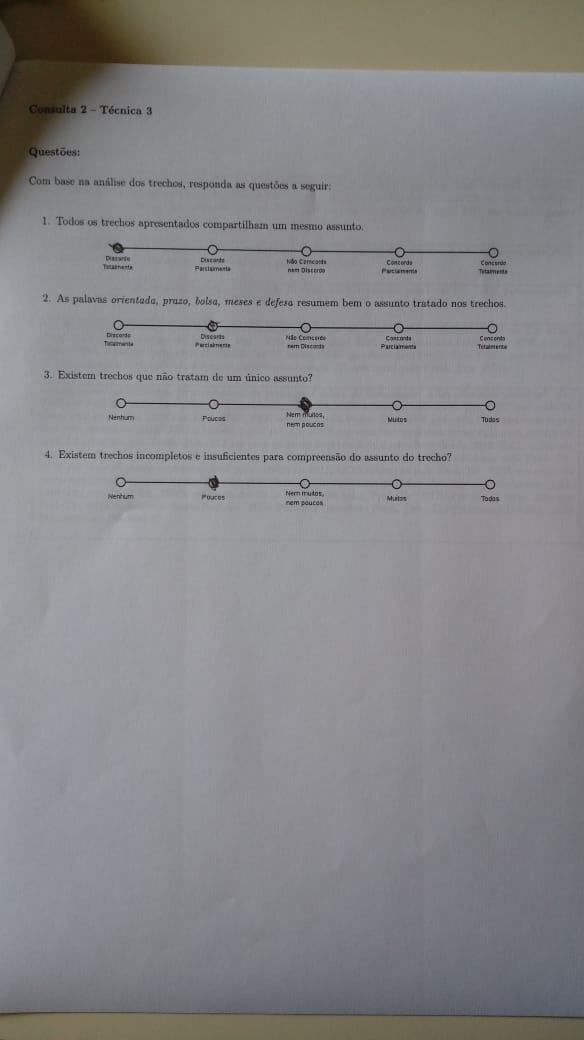 Consulta 2 – Técnica 3
Questões:
Com base na análise dos trechos, responda as questões a seguir:
1. Todos os trechos apresentados compartilham um mesmo assunto.
Discordo Totalmente Discordo Parcialmente Não Concordo nem Discordo Concordo Parcialmente Concordo Totalmente
2. As palavas orientada, prazo, bolsa, meses e defesa resumem bem o assunto tratado nos trechos.
Discordo Totalmente Discordo Parcialmente Não Concordo nem Discordo Concordo Parcialmente Concordo Totalmente
3. Existem trechos que não tratam de um único assunto?
Nenhum Poucos Nem muitos, nem poucos Muitos Todos
4. Existem trechos incompletos e insuficientes para compreensão do assunto do trecho?
Nenhum Poucos Nem muitos, nem poucos Muitos Todos